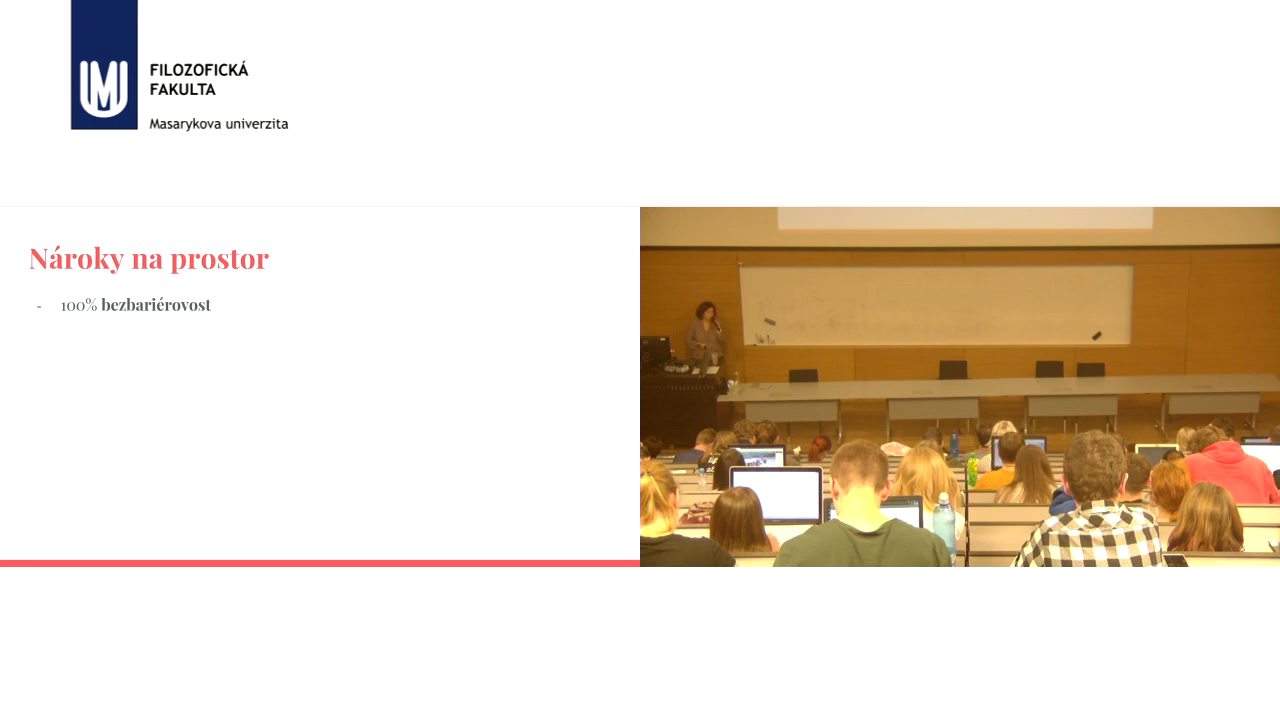 FILOZOFICKÁ
FAKULTA
Masarykova univerzita
Nároky na prostor
- 100% bezbariérovost